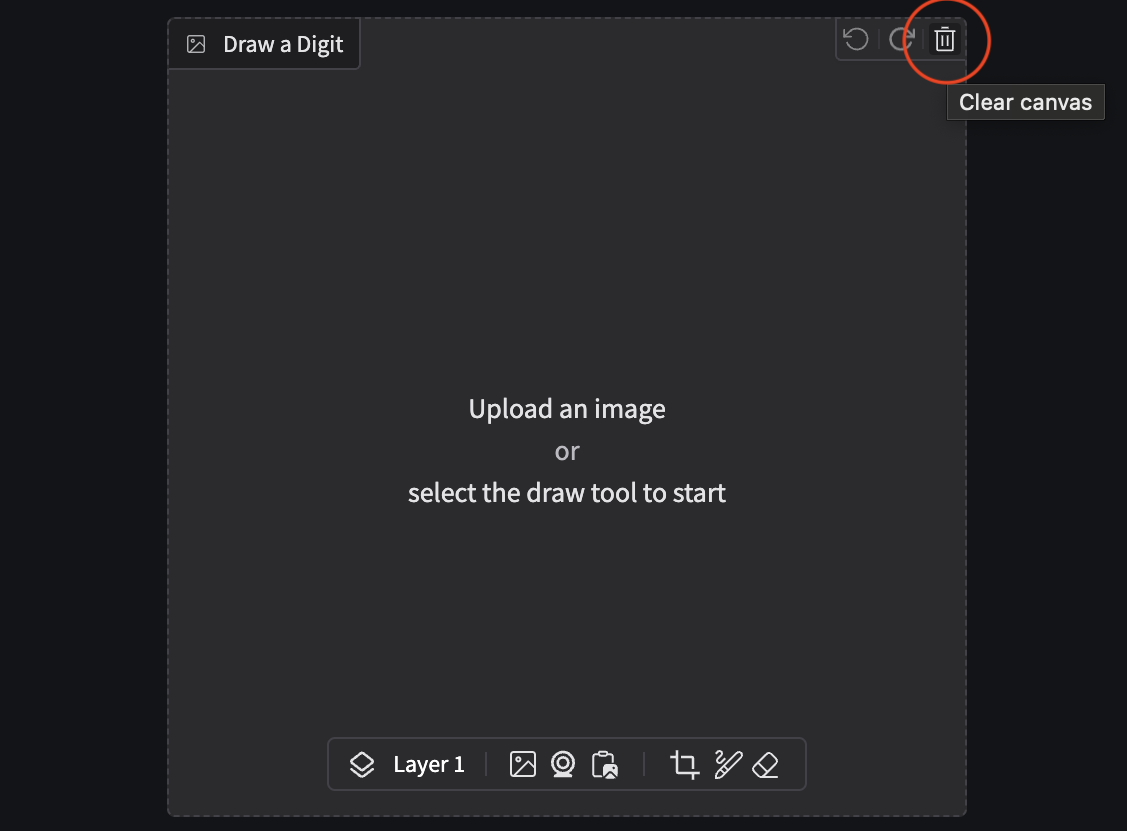 Draw a Digit
Clear canvas
Upload an image
or
select the draw tool to start
Layer 1